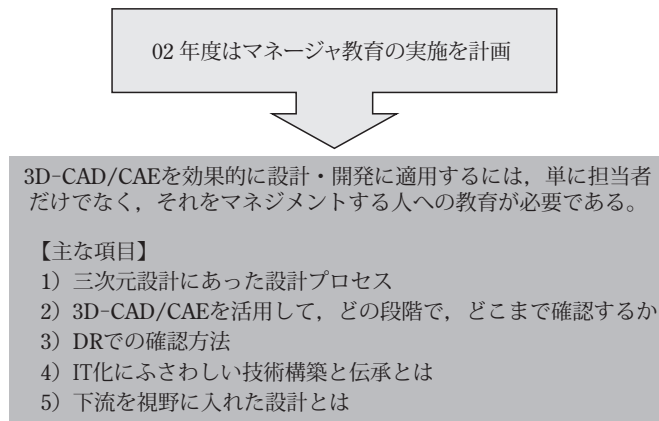 02 年度はマネージャ教育の実施を計画
3D-CAD/CAEを効果的に設計・開発に適用するには，単に担当者
だけでなく，それをマネジメントする人への教育が必要である。
【主な項目】
1）三次元設計にあった設計プロセス
2）3D-CAD/CAEを活用して，どの段階で，どこまで確認するか
3）DRでの確認方法
4）IT化にふさわしい技術構築と伝承とは
5）下流を視野に入れた設計とは